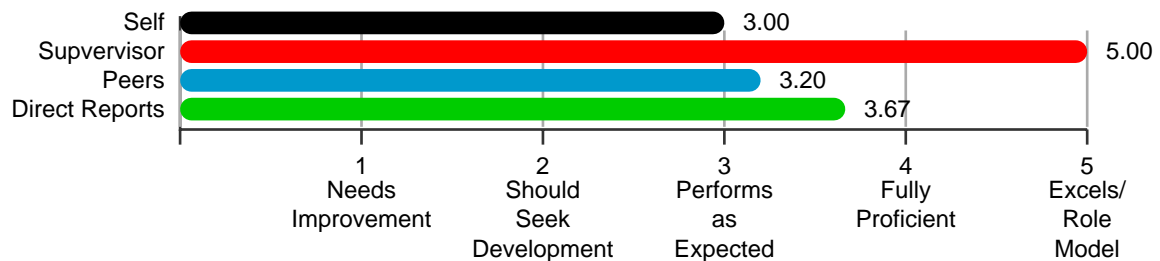 Self 3.00
Supvervisor 5.00
Peers 3.20
Direct Reports 3.67
1 2 3 4 5
Needs Should Performs Fully Excels/
Improvement Seek as Proficient Role
Development Expected Model